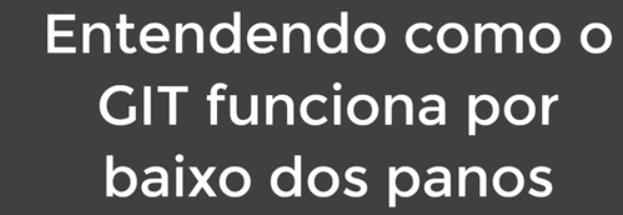 Entendendo como o
GIT funciona por
baixo dos panos